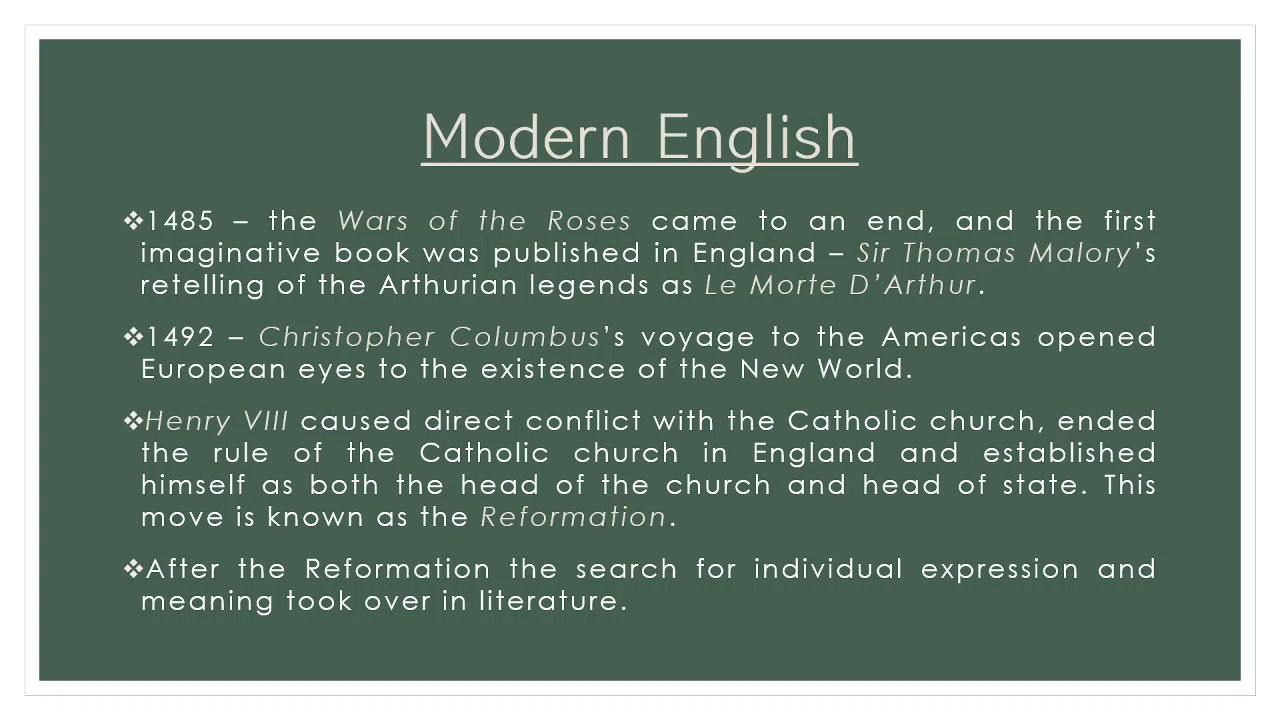 Modern English
❖1485 – the Wars of the Roses came to an end, and the first
imaginative book was published in England – Sir Thomas Malory’s
retelling of the Arthurian legends as Le Morte D’Arthur.
❖1492 – Christopher Columbus’s voyage to the Americas opened
European eyes to the existence of the New World.
❖Henry VIII caused direct conflict with the Catholic church, ended
the rule of the Catholic church in England and established
himself as both the head of the church and head of state. This
move is known as the Reformation.
❖After the Reformation the search for individual expression and
meaning took over in literature.